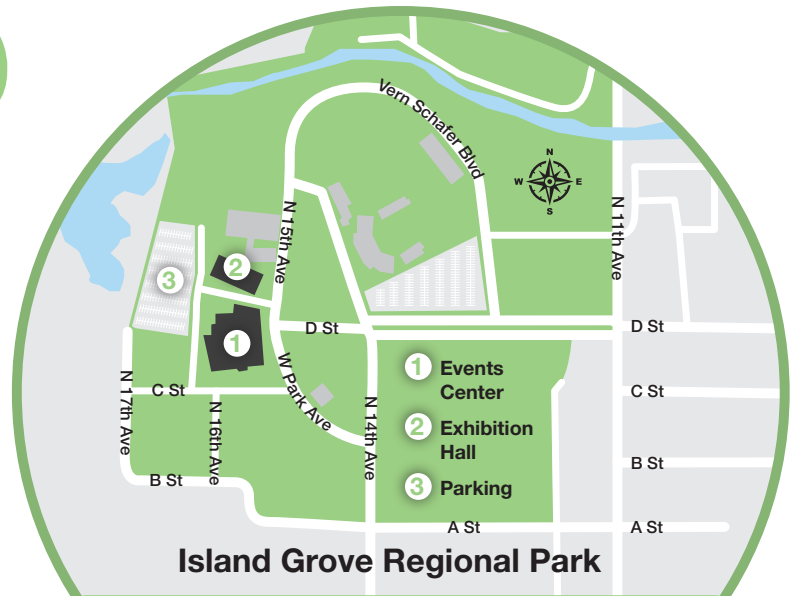 Vern Schafer Blvd
N
W
E
S
N 15th Ave
N 11th Ave
2
3
1
D St
D St
W Park Ave
1 Events
Center
C St
C St
N 17th Ave
N 16th Ave
N 14th Ave
2 Exhibition
Hall
B St
B St
3 Parking
A St
A St
Island Grove Regional Park